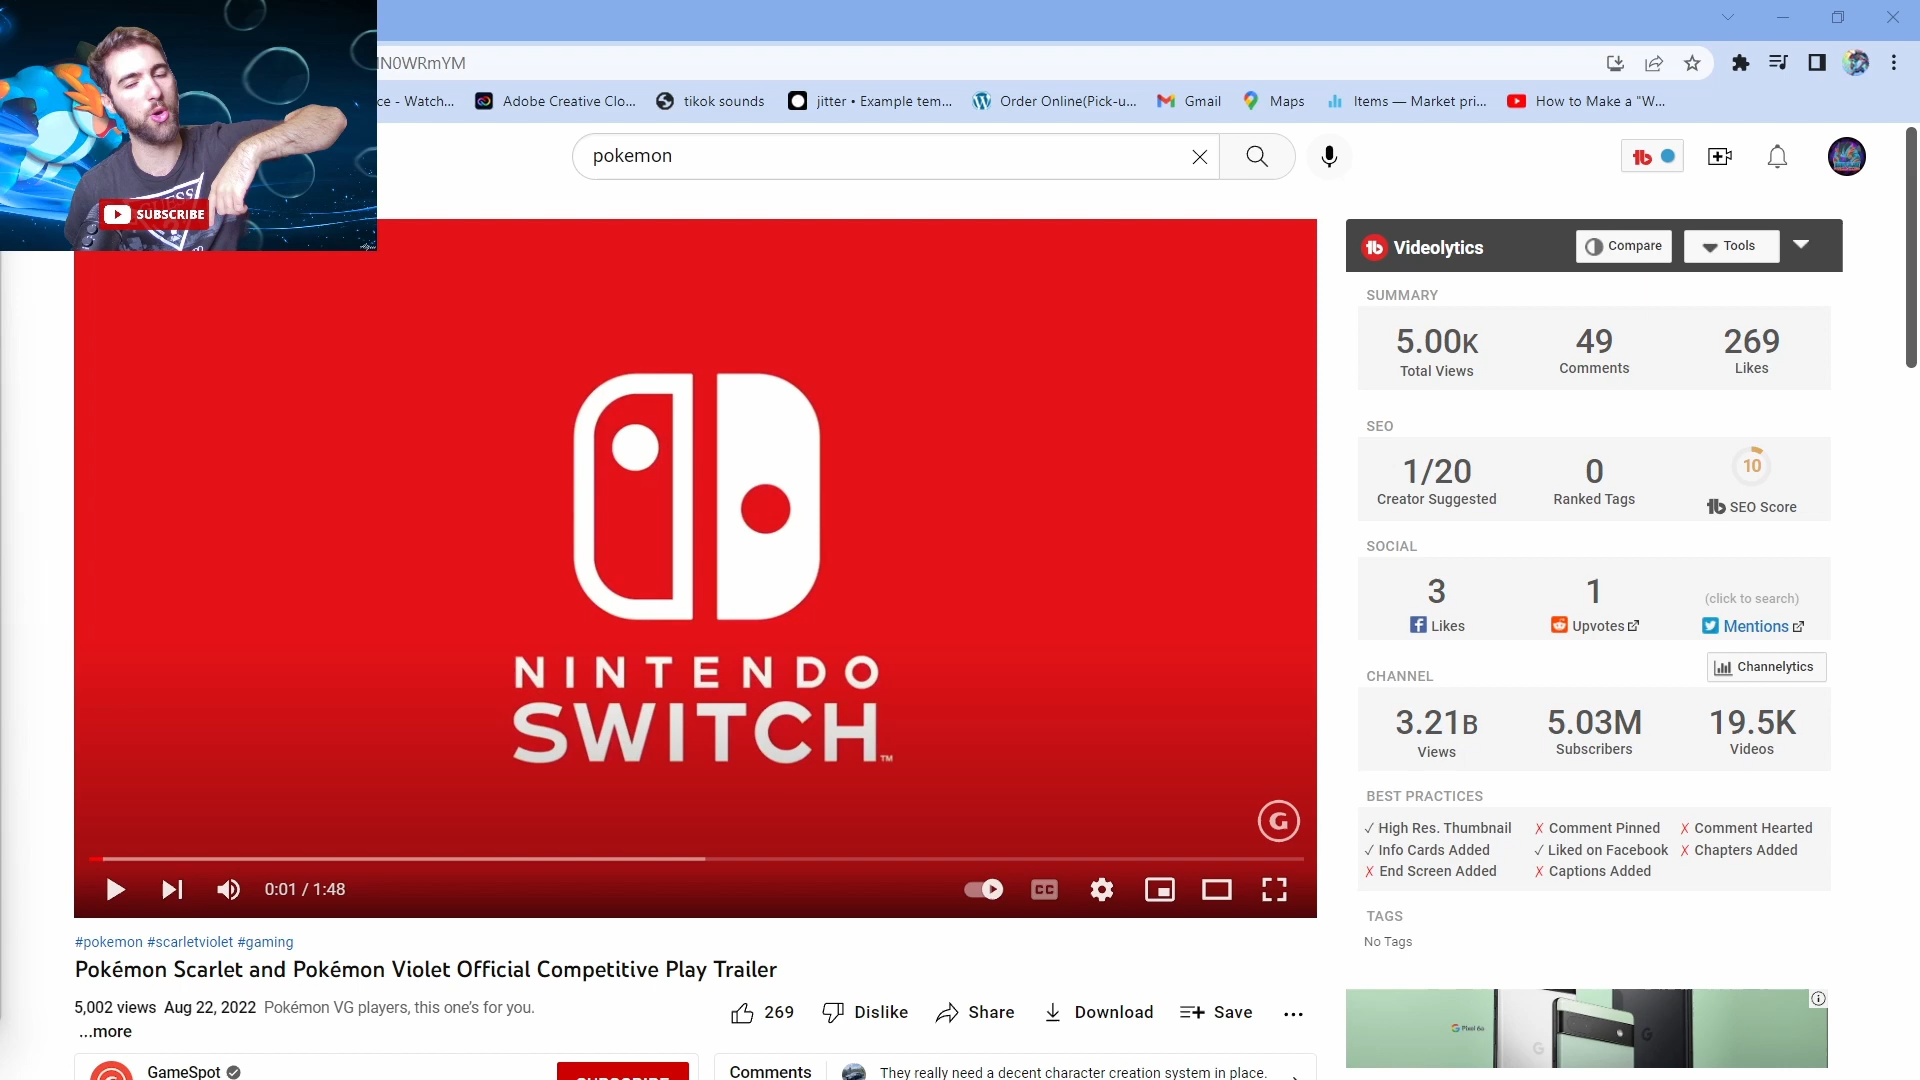 IN0WRmYM
ce - Watch...
Adobe Creative Clo...
tikok sounds
jitter • Example tem...
Order Online(Pick-u...
Gmail
Maps
Items — Market pri...
How to Make a "W...
GUESS
SUBSCRIBE
pokemon
Videolytics
Compare
Tools
SUMMARY
5.00K
49
269
Total Views
Comments
Likes
SEO
1/20
0
10
Creator Suggested
Ranked Tags
SEO Score
SOCIAL
3
1
(click to search)
Likes
Upvotes
Mentions
CHANNEL
Channelytics
3.21B
5.03M
19.5K
Views
Subscribers
Videos
BEST PRACTICES
✓ High Res. Thumbnail
✗ Comment Pinned
✗ Comment Hearted
✓ Info Cards Added
✓ Liked on Facebook
✗ Chapters Added
✗ End Screen Added
✗ Captions Added
TAGS
No Tags
NINTENDO
SWITCH™
G
0:01 / 1:48
CC
#pokemon #scarletviolet #gaming
Pokémon Scarlet and Pokémon Violet Official Competitive Play Trailer
5,002 views Aug 22, 2022 Pokémon VG players, this one's for you.
...more
269
Dislike
Share
Download
Save
GameSpot
SUBSCRIBE
Comments
They really need a decent character creation system in place.
G Pixel 6a